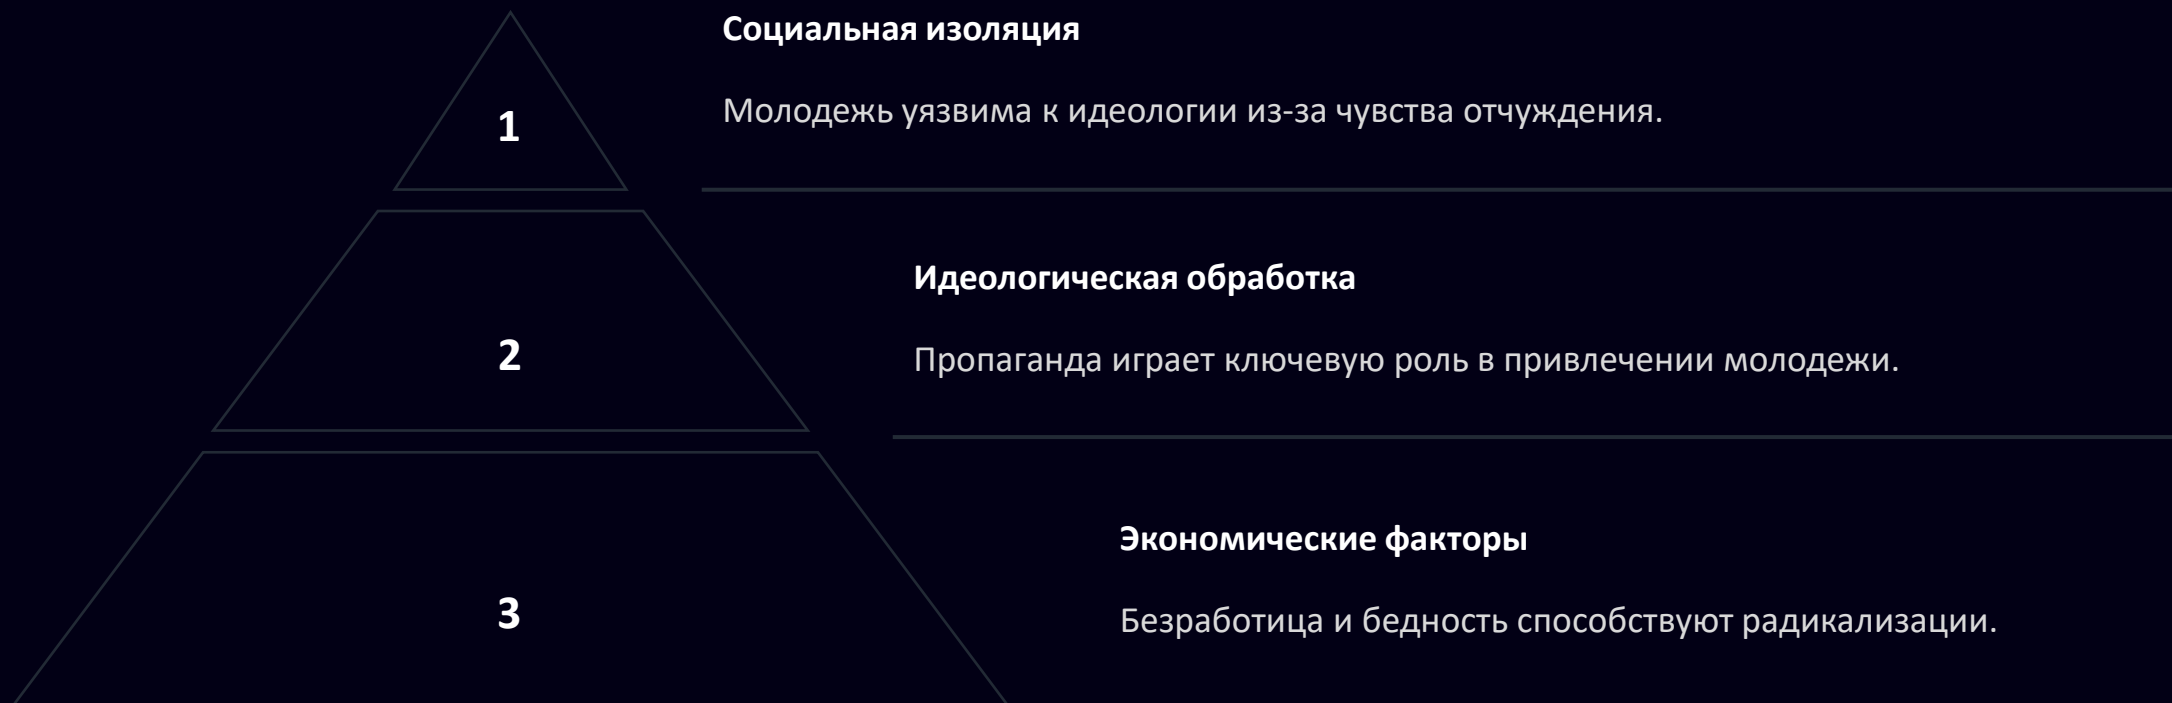 Социальная изоляция
1
Молодежь уязвима к идеологии из-за чувства отчуждения.
Идеологическая обработка
2
Пропаганда играет ключевую роль в привлечении молодежи.
Экономические факторы
3
Безработица и бедность способствуют радикализации.